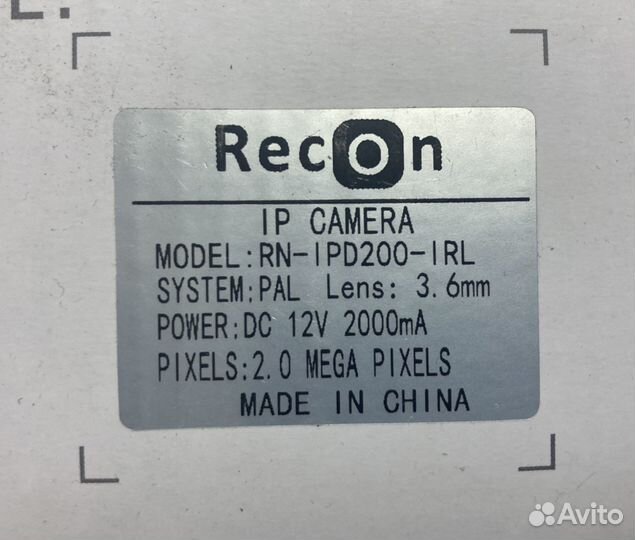 Recon
IP CAMERA
MODEL:RN-IPD200-IRL
SYSTEM:PAL Lens: 3.6mm
POWER:DC 12V 2000mA
PIXELS:2.0 MEGA PIXELS
MADE IN CHINA
Avito